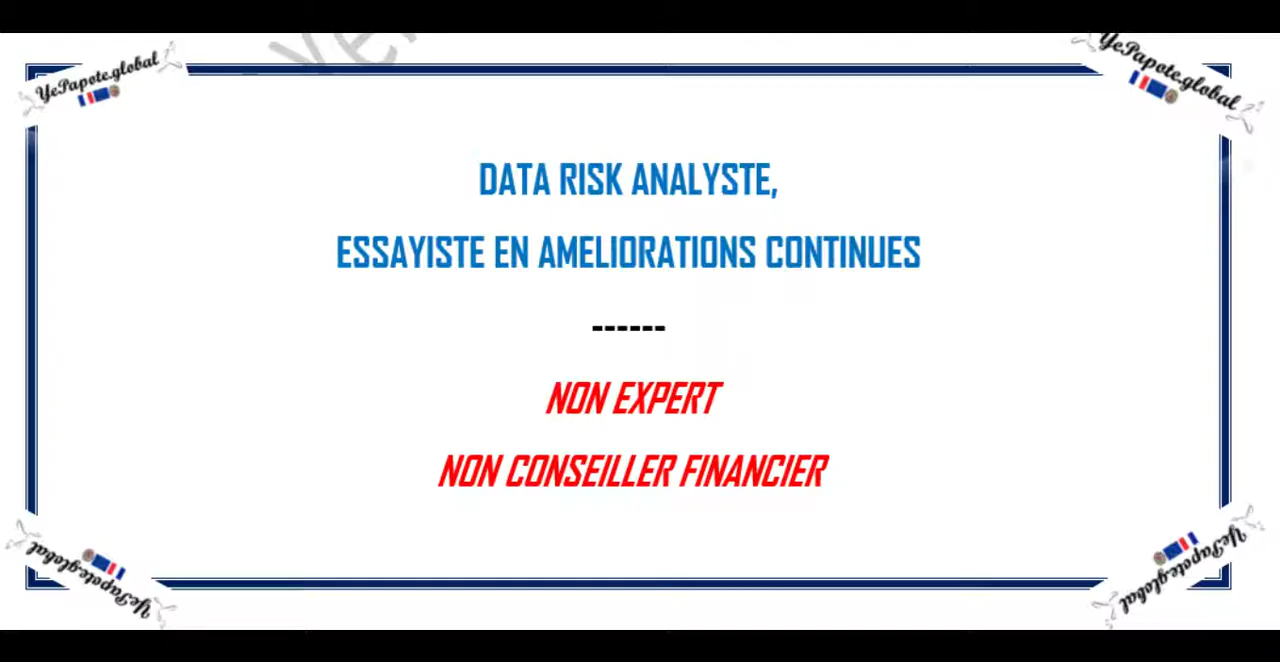 YePapote.global
YePapote.global
DATA RISK ANALYSTE,
ESSAYISTE EN AMELIORATIONS CONTINUES
------
NON EXPERT
NON CONSEILLER FINANCIER
YePapote.global
YePapote.global